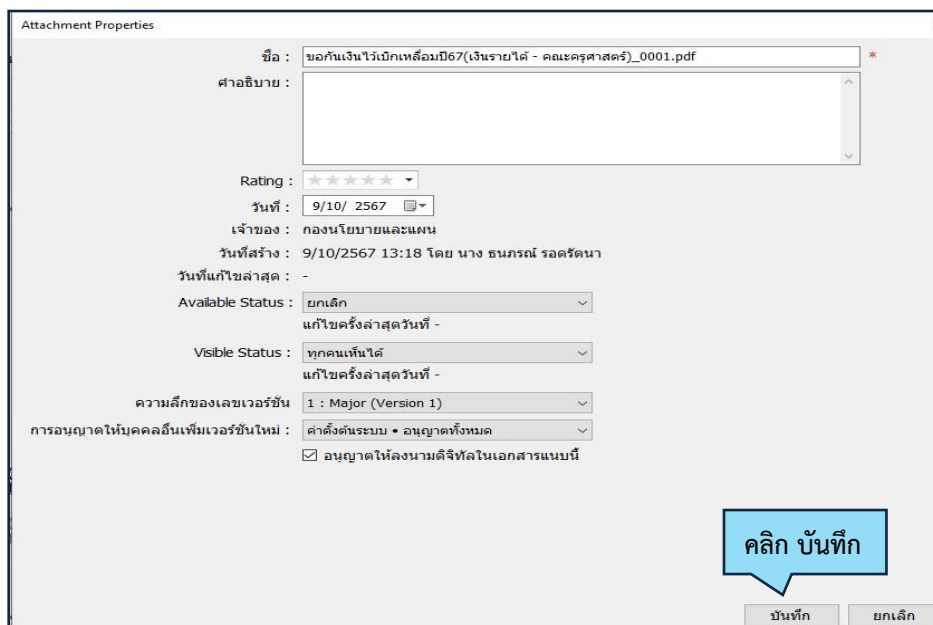 Attachment Properties
ชื่อ : ขอกันเงินไว้เบิกเหลื่อมปี67(เงินรายได้ - คณะครุศาสตร์)_0001.pdf *
คำอธิบาย :
Rating :
วันที่ : 9/10/ 2567
เจ้าของ : กองนโยบายและแผน
วันที่สร้าง : 9/10/2567 13:18 โดย นาง ธนภรณ์ รอดรัตนา
วันที่แก้ไขล่าสุด : -
Available Status : ยกเลิก
แก้ไขครั้งล่าสุดวันที่ -
Visible Status : ทุกคนเห็นได้
แก้ไขครั้งล่าสุดวันที่ -
ความลึกของเลขเวอร์ชัน 1 : Major (Version 1)
การอนุญาตให้บุคคลอื่นเพิ่มเวอร์ชันใหม่ : ค่าตั้งต้นระบบ • อนุญาตทั้งหมด
อนุญาตให้ลงนามดิจิทัลในเอกสารแนบนี้
คลิก บันทึก
บันทึก ยกเลิก